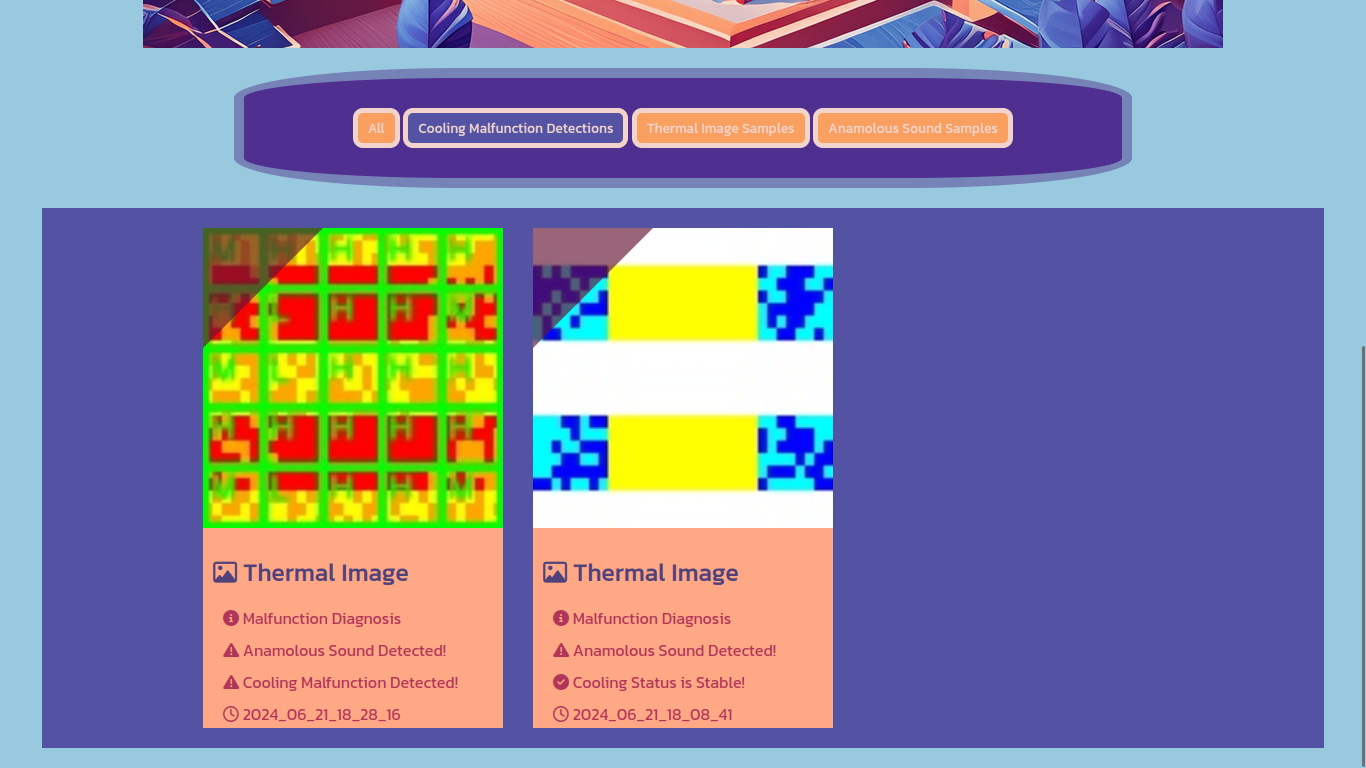 All
Cooling Malfunction Detections
Thermal Image Samples
Anamolous Sound Samples
H H H
L H H M
M L H H H
H H H H H
M L H H M
Thermal Image
Malfunction Diagnosis
Anamolous Sound Detected!
Cooling Malfunction Detected!
2024_06_21_18_28_16
Thermal Image
Malfunction Diagnosis
Anamolous Sound Detected!
Cooling Status is Stable!
2024_06_21_18_08_41